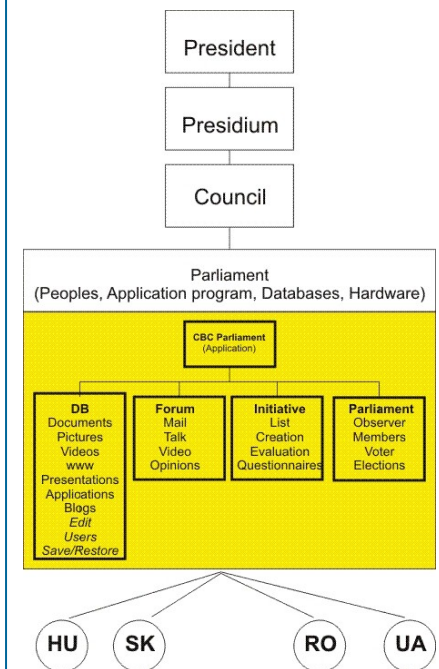 President
Presidium
Council
Parliament
(Peoples, Application program, Databases, Hardware)
CBC Parliament
(Application)
DB
Documents
Pictures
Videos
www
Presentations
Applications
Blogs
Edit
Users
Save/Restore
Forum
Mail
Talk
Video
Opinions
Initiative
List
Creation
Evaluation
Questionnaires
Parliament
Observer
Members
Voter
Elections
HU
SK
RO
UA